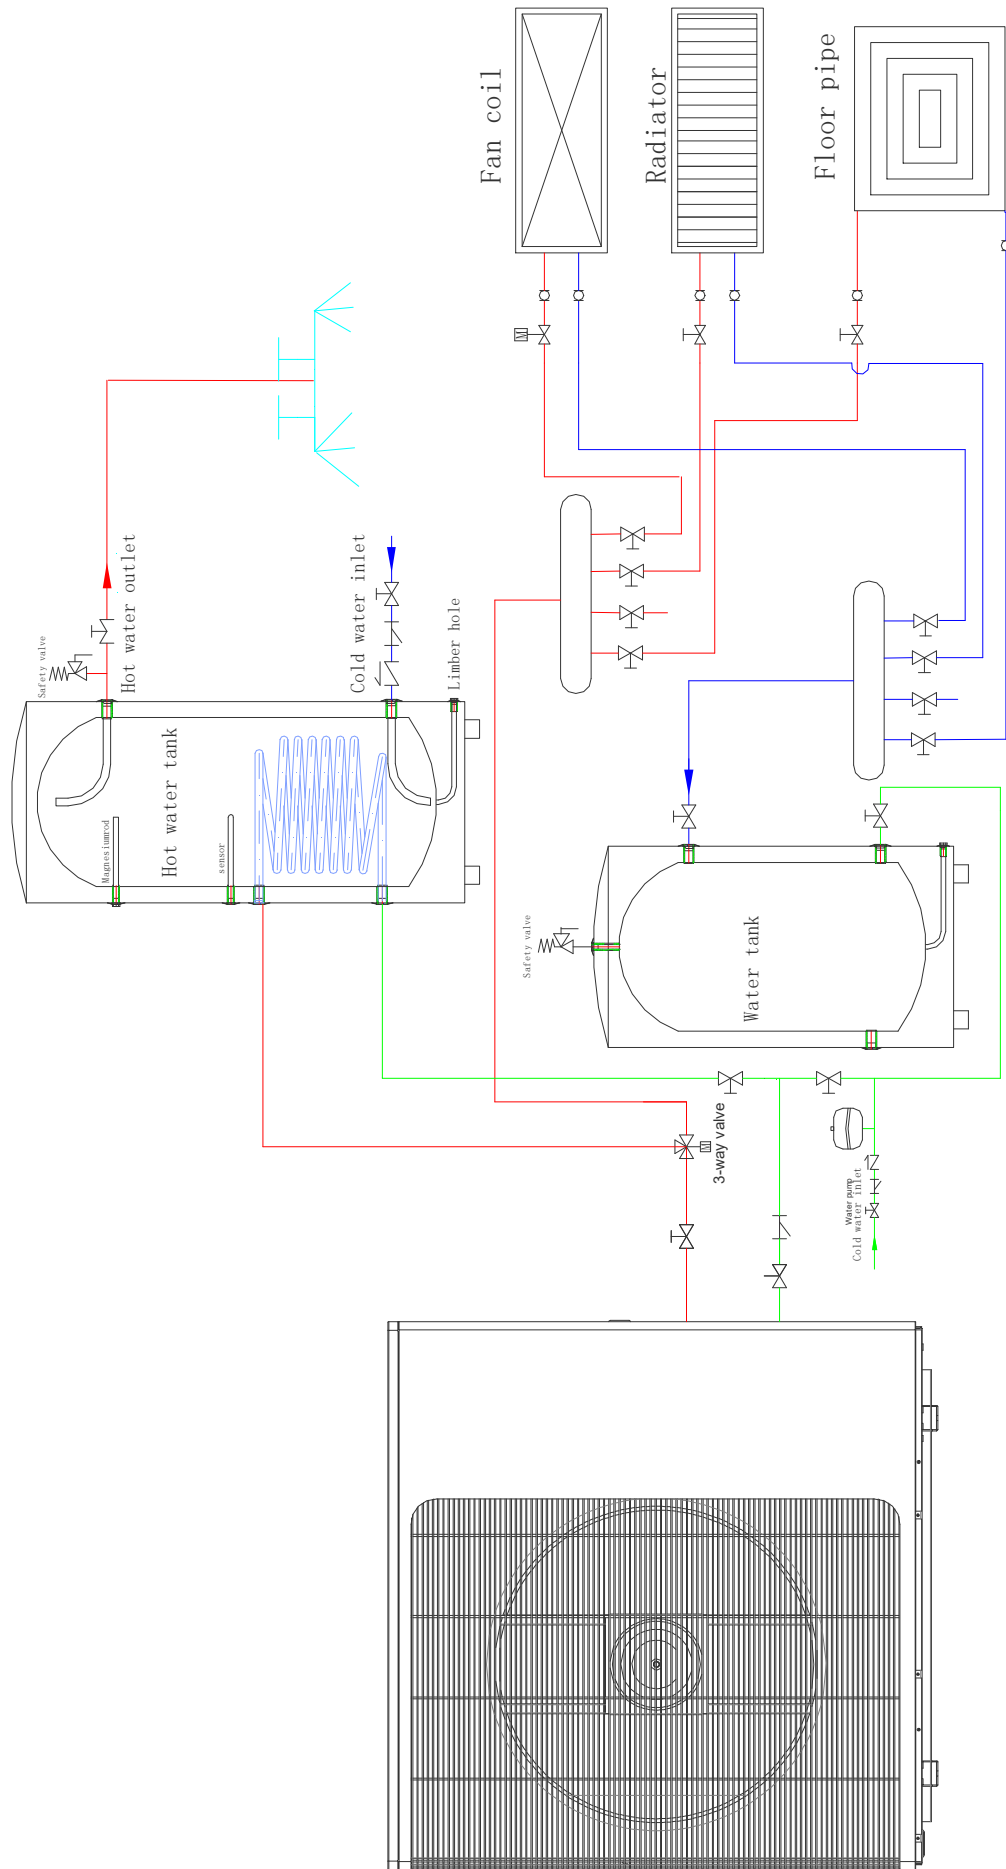 Fan coil
Radiator
Floor pipe
Safety valve
Hot water outlet
Cold water inlet
Limber hole
Hot water tank
Magnesiumrod
sensor
M
Safety valve
Water tank
3-way valve
M
Water pump
Cold water inlet